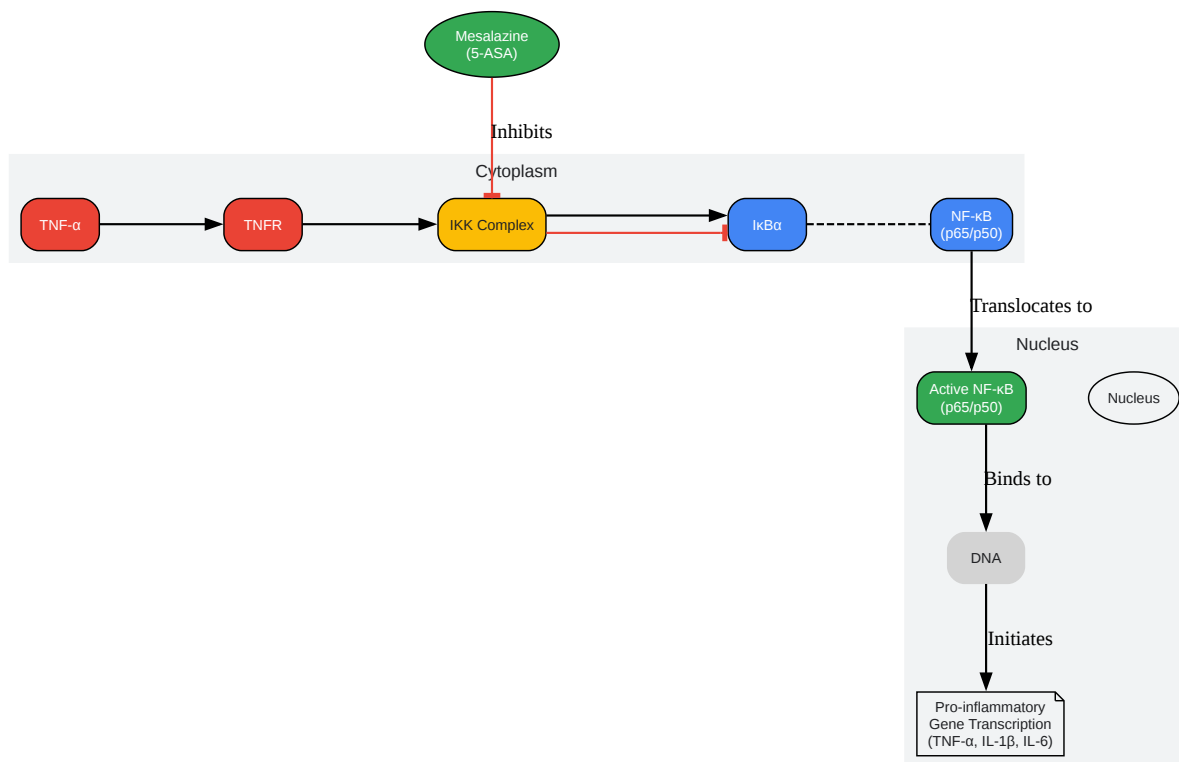 Mesalazine
(5-ASA)
Inhibits
Cytoplasm
TNF-α
TNFR
IKK Complex
IκBα
NF-κB
(p65/p50)
Translocates to
Nucleus
Active NF-κB
(p65/p50)
Nucleus
Binds to
DNA
Initiates
Pro-inflammatory
Gene Transcription
(TNF-α, IL-1β, IL-6)